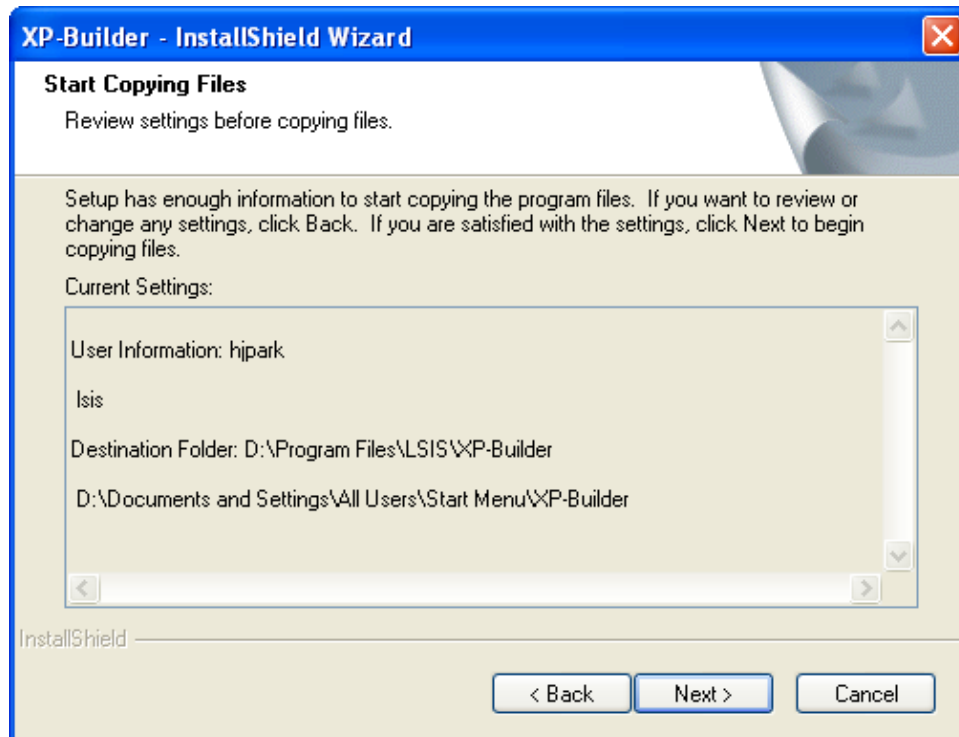 XP-Builder - InstallShield Wizard
Start Copying Files
Review settings before copying files.
Setup has enough information to start copying the program files. If you want to review or
change any settings, click Back. If you are satisfied with the settings, click Next to begin
copying files.
Current Settings:
User Information: hjpark
lsis
Destination Folder: D:\Program Files\LSIS\XP-Builder
D:\Documents and Settings\All Users\Start Menu\XP-Builder
InstallShield
< Back
Next >
Cancel